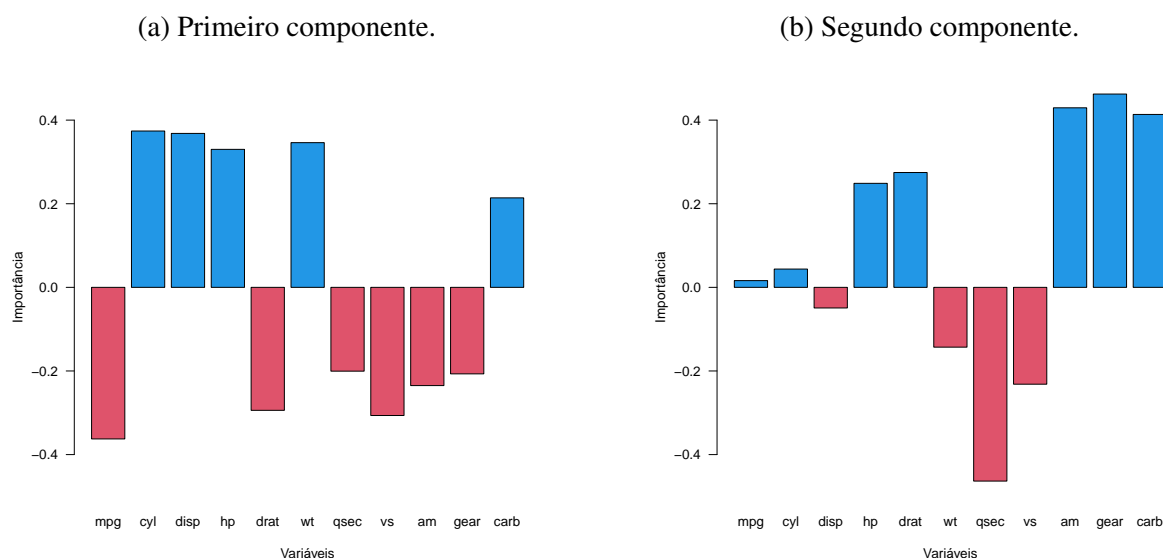 (a) Primeiro componente.
0.4
0.2
0.0
−0.2
−0.4
Importância
mpg cyl disp hp drat wt qsec vs am gear carb
Variáveis
(b) Segundo componente.
0.4
0.2
0.0
−0.2
−0.4
Importância
mpg cyl disp hp drat wt qsec vs am gear carb
Variáveis